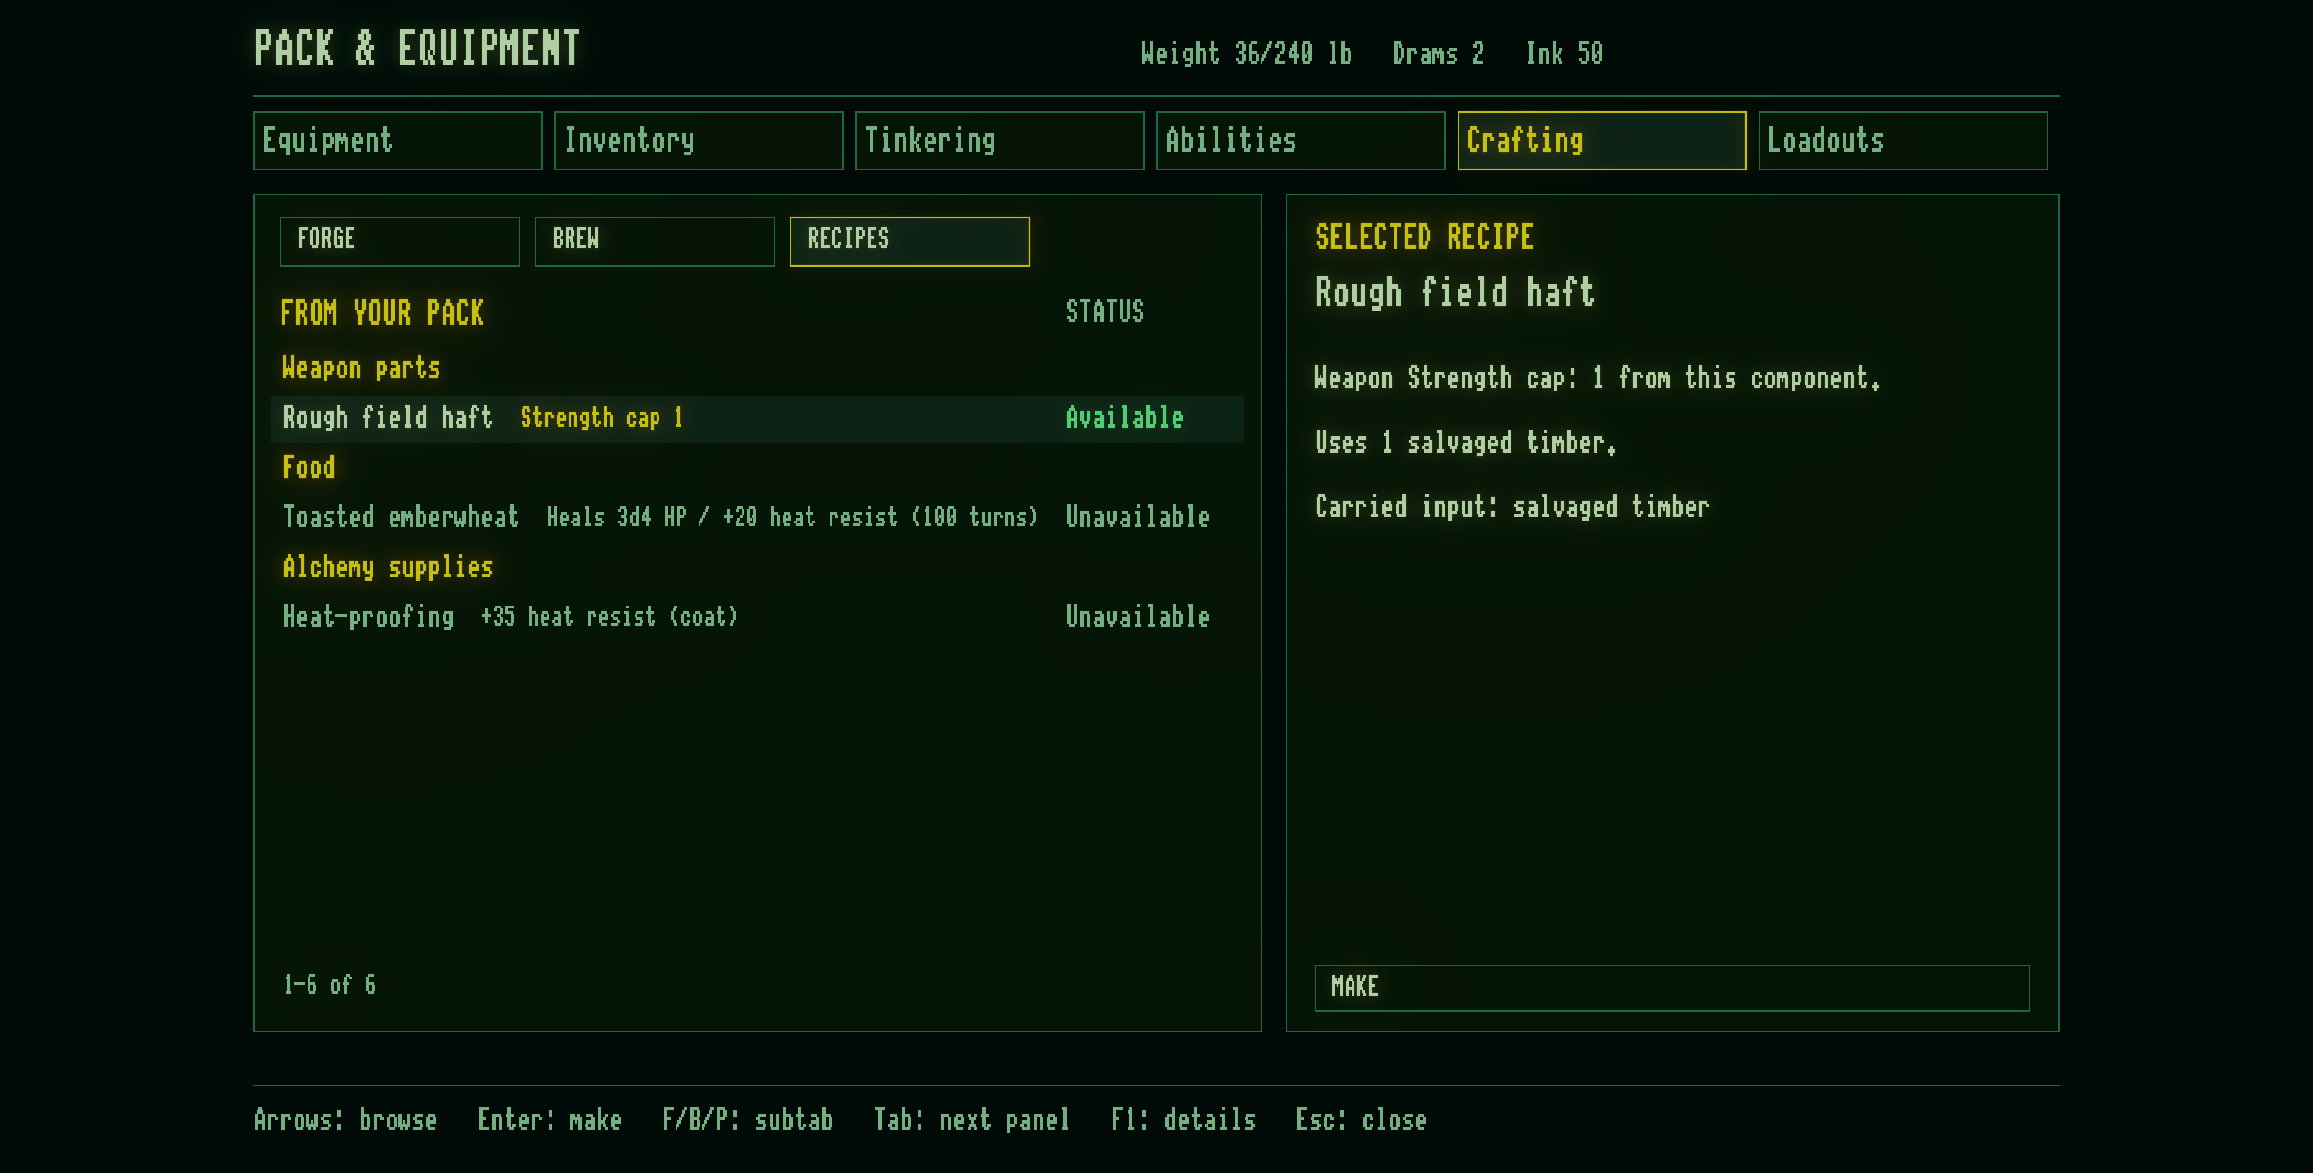 PACK & EQUIPMENT
Weight 36/240 lb Drams 2 Ink 50
Equipment Inventory Tinkering Abilities Crafting Loadouts
FORGE BREW RECIPES
FROM YOUR PACK STATUS
Weapon parts
Rough field haft Strength cap 1 Available
Food
Toasted emberwheat Heals 3d4 HP / +20 heat resist (100 turns) Unavailable
Alchemy supplies
Heat-proofing +35 heat resist (coat) Unavailable
1-6 of 6
SELECTED RECIPE
Rough field haft
Weapon Strength cap: 1 from this component.
Uses 1 salvaged timber.
Carried input: salvaged timber
MAKE
Arrows: browse Enter: make F/B/P: subtab Tab: next panel F1: details Esc: close